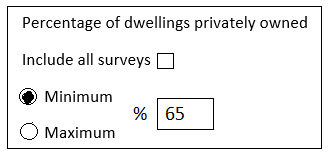 Percentage of dwellings privately owned
Include all surveys
Minimum
% 65
Maximum